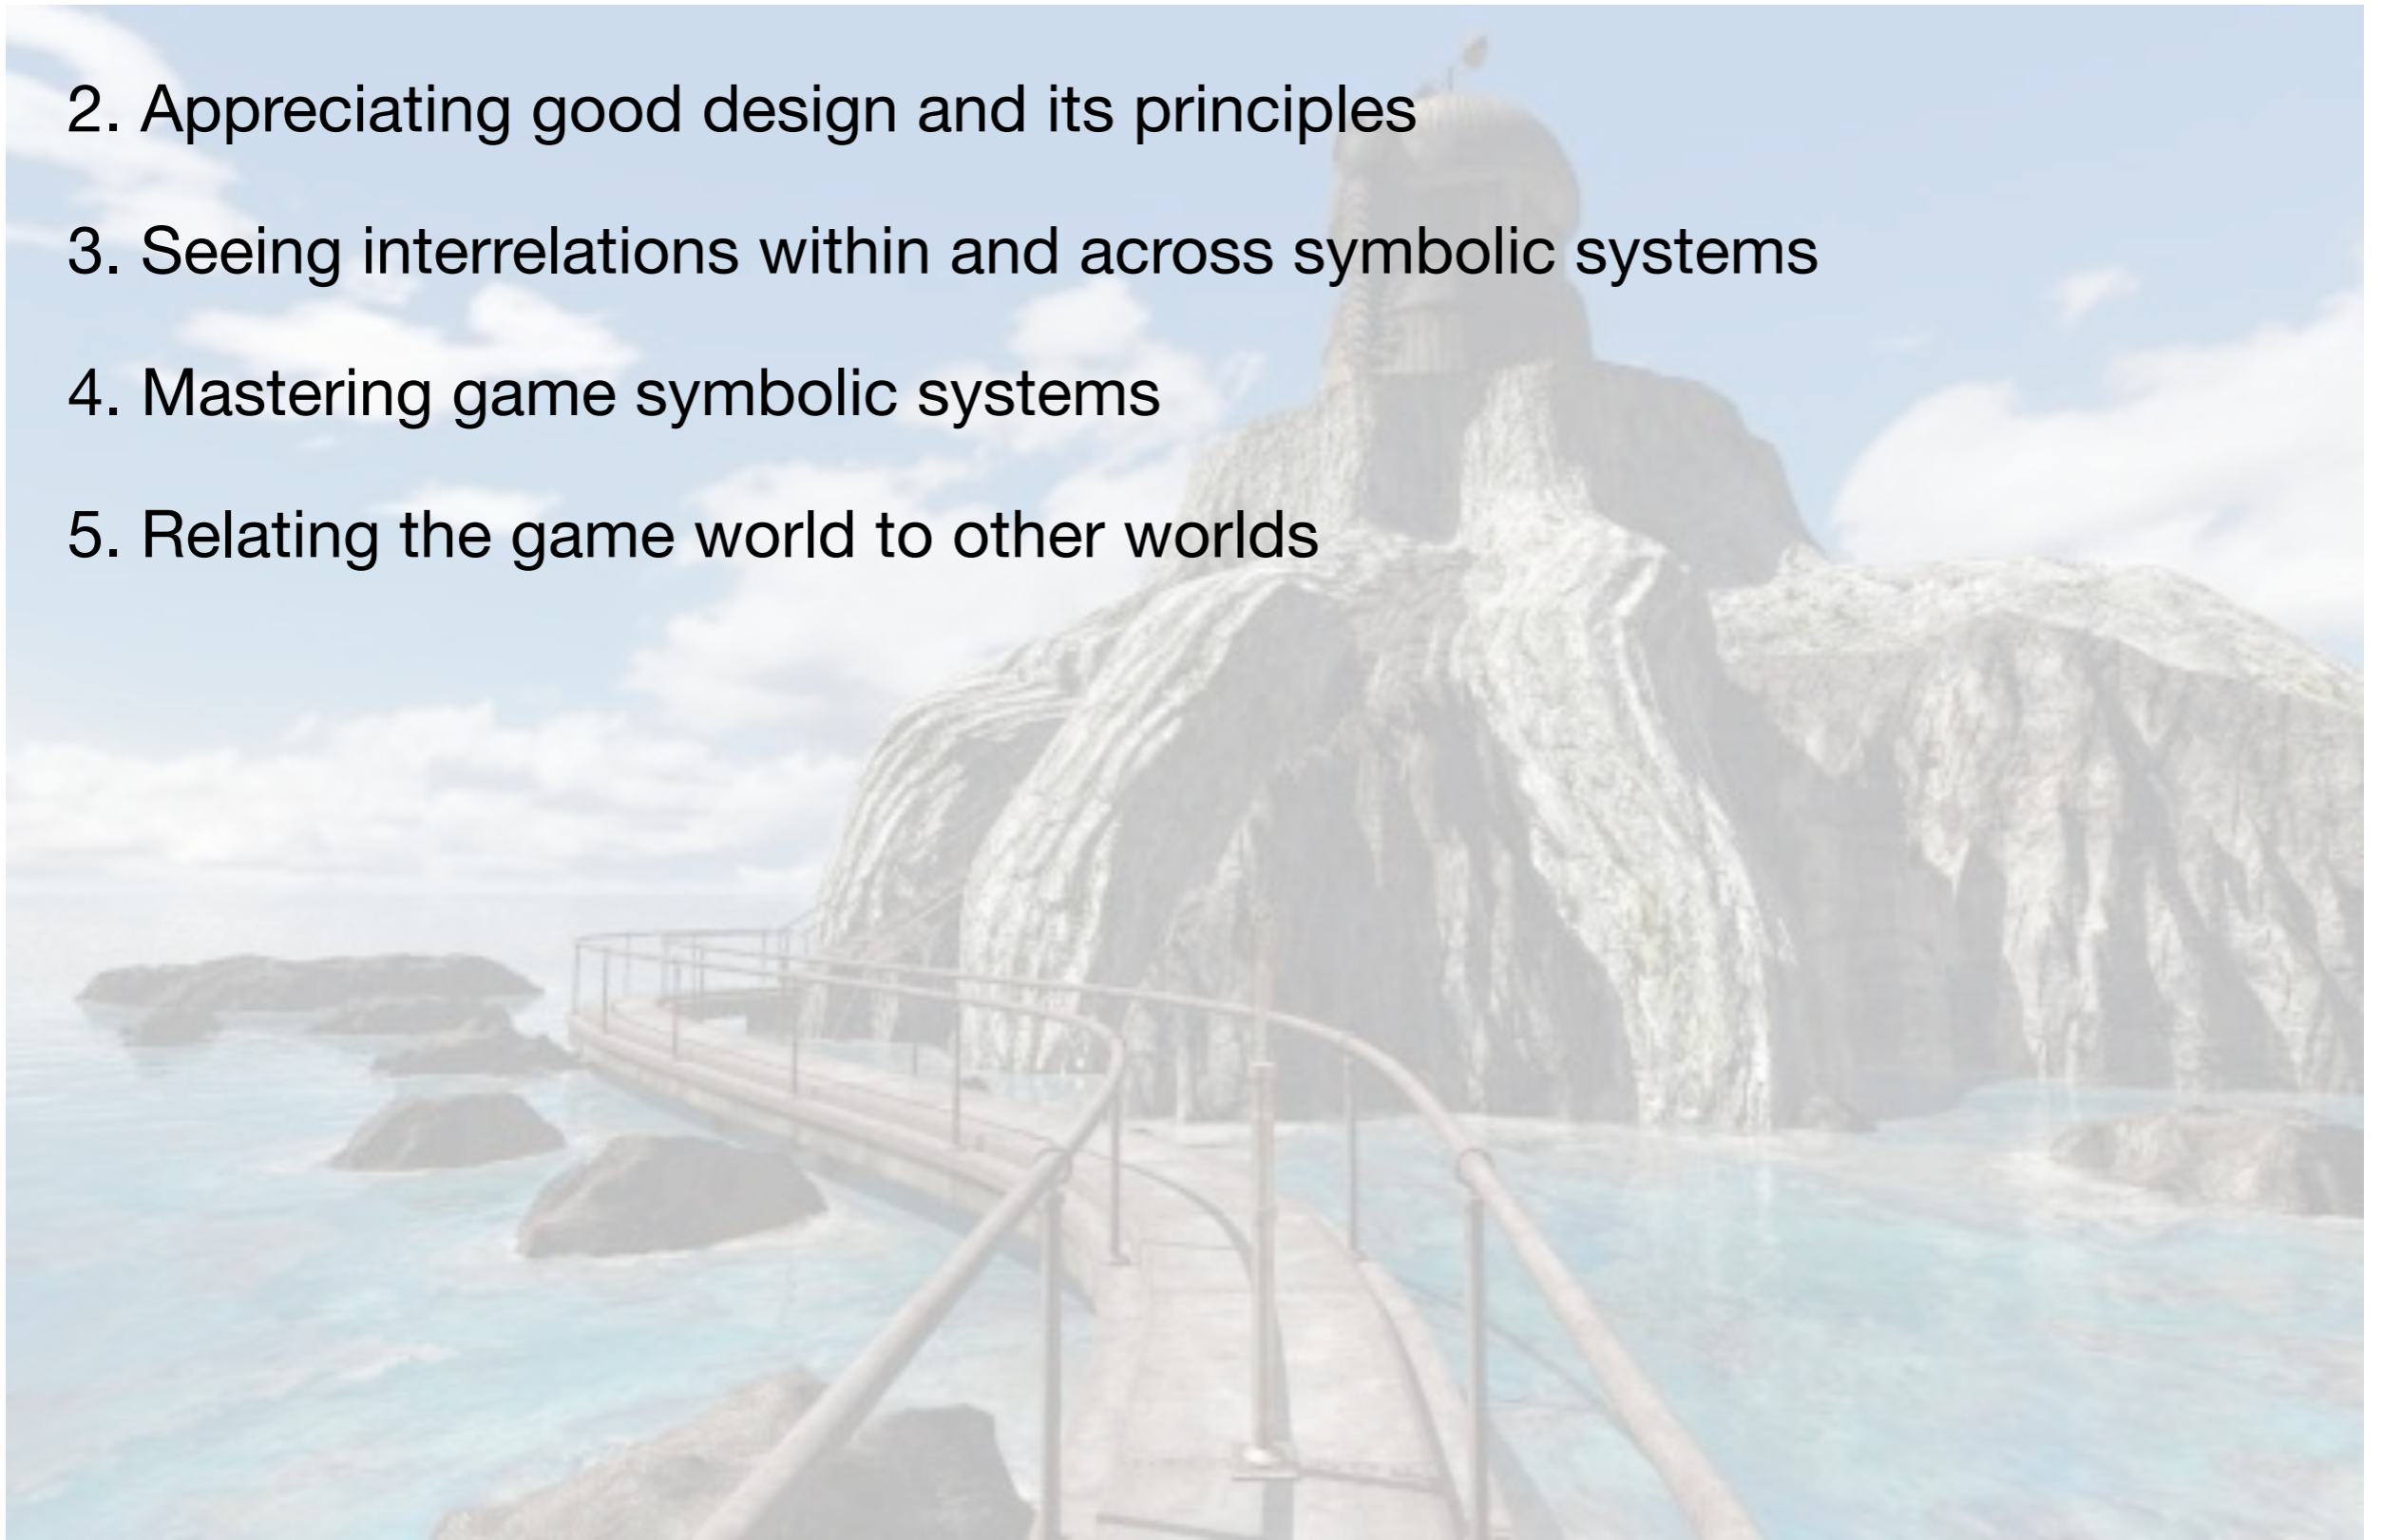 2. Appreciating good design and its principles
3. Seeing interrelations within and across symbolic systems
4. Mastering game symbolic systems
5. Relating the game world to other worlds